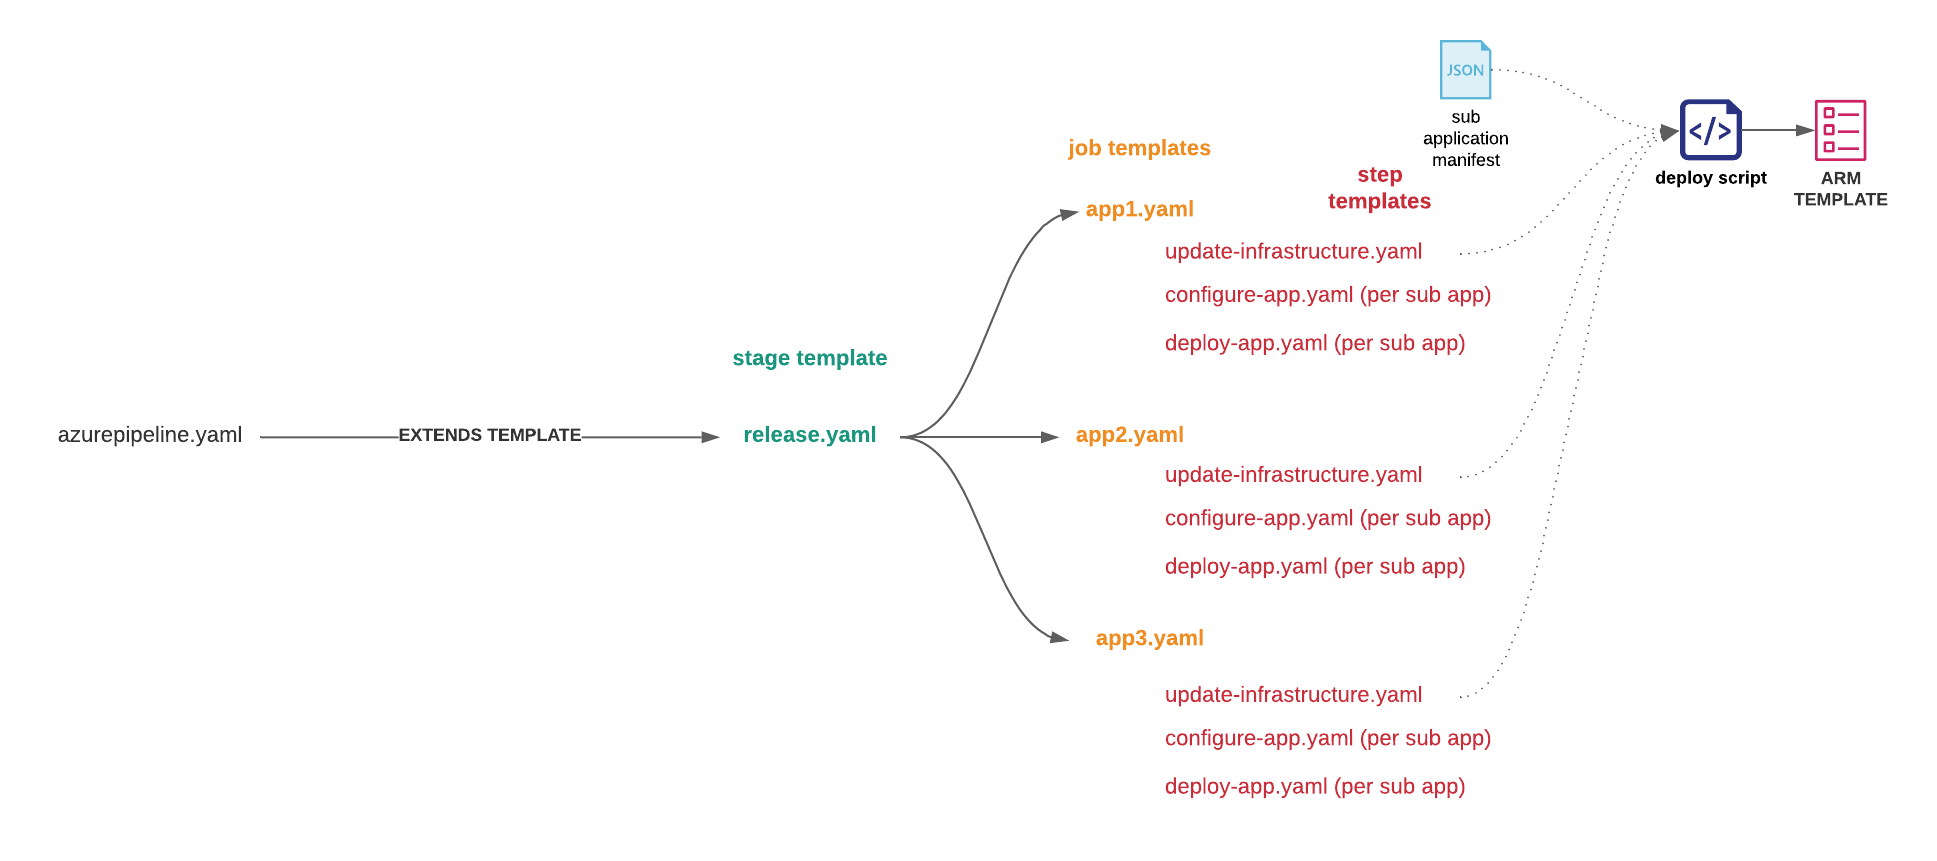 JSON
sub
application
manifest
deploy script
ARM
TEMPLATE
job templates
step
templates
app1.yaml
update-infrastructure.yaml
configure-app.yaml (per sub app)
deploy-app.yaml (per sub app)
stage template
azurepipeline.yaml
EXTENDS TEMPLATE
release.yaml
app2.yaml
update-infrastructure.yaml
configure-app.yaml (per sub app)
deploy-app.yaml (per sub app)
app3.yaml
update-infrastructure.yaml
configure-app.yaml (per sub app)
deploy-app.yaml (per sub app)